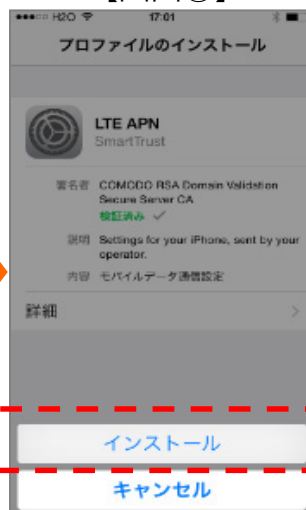 H2O 17:01
プロファイルのインストール
LTE APN
SmartTrust
署名者 COMODO RSA Domain Validation
Secure Server CA
検証済み ✓
説明 Settings for your iPhone, sent by your
operator.
内容 モバイルデータ通信設定
詳細
インストール
キャンセル